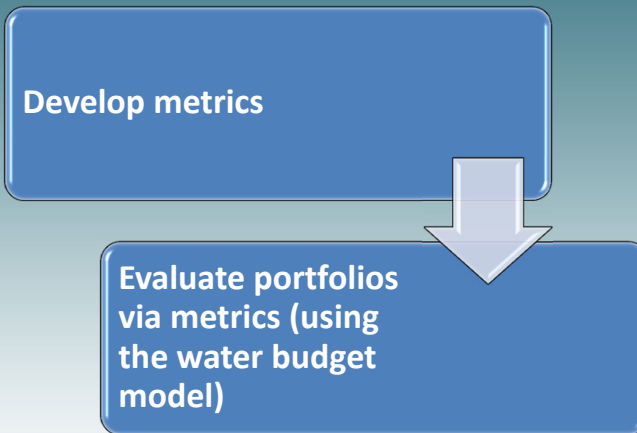 Develop metrics
Evaluate portfolios
via metrics (using
the water budget
model)